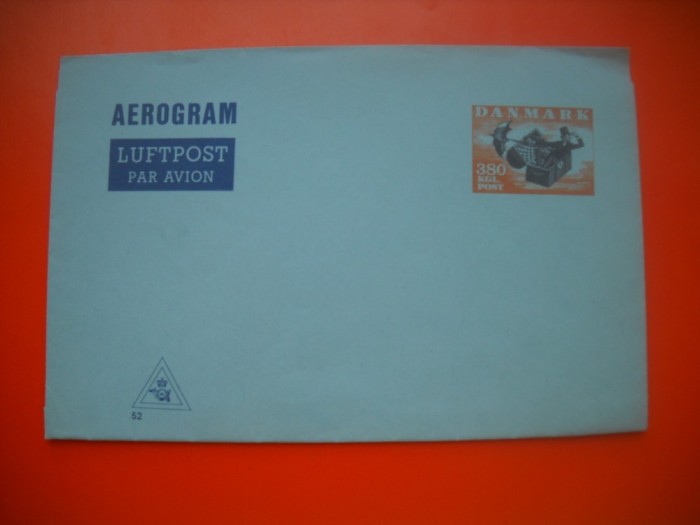 AEROGRAM
LUFTPOST
PAR AVION
DANMARK
380
KGL.
POST
52